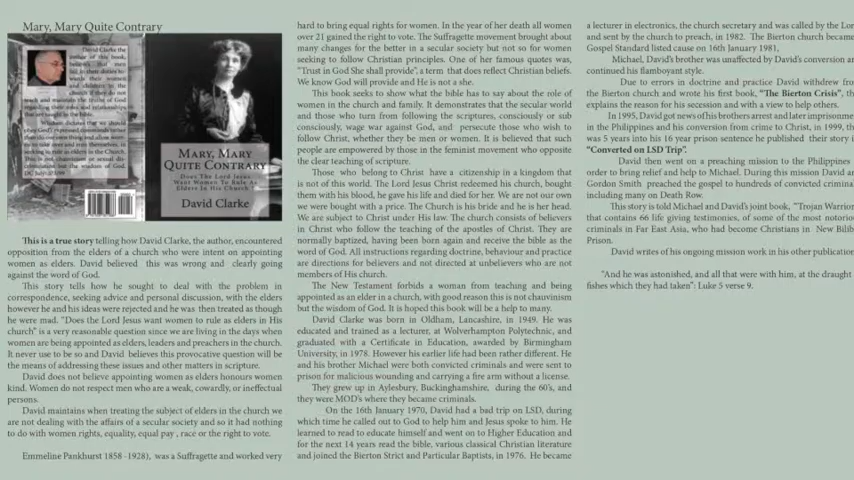 Mary, Mary Quite Contrary
David Clarke the
author of this book,
believes that men
MARY, MARY
QUITE CONTRARY
Does The Lord Jesus
Want Women To Rule As
Elders In His Church
David Clarke
This is a true story telling how David Clarke, the author, encountered
opposition from the elders of a church who were intent on appointing
women as elders. David believed this was wrong and clearly going
against the word of God.
This story tells how he sought to deal with the problem in
correspondence, seeking advice and personal discussion, with the elders
however he and his ideas were rejected and he was then treated as though
he were mad. "Does the Lord Jesus want women to rule as elders in His
church" is a very reasonable question since we are living in the days when
women are being appointed as elders, leaders and preachers in the church.
It never use to be so and David believes this provocative question will be
the means of addressing these issues and other matters in scripture.
David does not believe appointing women as elders honours women
kind. Women do not respect men who are a weak, cowardly, or ineffectual
persons.
David maintains when treating the subject of elders in the church we
are not dealing with the affairs of a secular society and so it had nothing
to do with women rights, equality, equal pay , race or the right to vote.
Emmeline Pankhurst 1858 -1928), was a Suffragette and worked very
hard to bring equal rights for women. In the year of her death all women
over 21 gained the right to vote. The Suffragette movement brought about
many changes for the better in a secular society but not so for women
seeking to follow Christian principles. One of her famous quotes was,
"Trust in God She shall provide", a term that does reflect Christian beliefs.
We know God will provide and He is not a she.
This book seeks to show what the bible has to say about the role of
women in the church and family. It demonstrates that the secular world
and those who turn from following the scriptures, consciously or sub
consciously, wage war against God, and persecute those who wish to
follow Christ, whether they be men or women. It is believed that such
people are empowered by those in the feminist movement who opposite
the clear teaching of scripture.
Those who belong to Christ have a citizenship in a kingdom that
is not of this world. The Lord Jesus Christ redeemed his church, bought
them with his blood, he gave his life and died for her. We are not our own
we were bought with a price. The Church is his bride and he is her head.
We are subject to Christ under His law. The church consists of believers
in Christ who follow the teaching of the apostles of Christ. They are
normally baptized, having been born again and receive the bible as the
word of God. All instructions regarding doctrine, behaviour and practice
are directions for believers and not directed at unbelievers who are not
members of His church.
The New Testament forbids a woman from teaching and being
appointed as an elder in a church, with good reason this is not chauvinism
but the wisdom of God. It is hoped this book will be a help to many.
David Clarke was born in Oldham, Lancashire, in 1949. He was
educated and trained as a lecturer, at Wolverhampton Polytechnic, and
graduated with a Certificate in Education, awarded by Birmingham
University, in 1978. However his earlier life had been rather different. He
and his brother Michael were both convicted criminals and were sent to
prison for malicious wounding and carrying a fire arm without a license.
They grew up in Aylesbury, Buckinghamshire, during the 60's, and
they were MOD's where they became criminals.
On the 16th January 1970, David had a bad trip on LSD, during
which time he called out to God to help him and Jesus spoke to him. He
learned to read to educate himself and went on to Higher Education and
for the next 14 years read the bible, various classical Christian literature
and joined the Bierton Strict and Particular Baptists, in 1976. He became
a lecturer in electronics, the church secretary and was called by the Lor
and sent by the church to preach, in 1982. The Bierton church became
Gospel Standard listed cause on 16th January 1981,
Michael, David's brother was unaffected by David's conversion an
continued his flamboyant style.
Due to errors in doctrine and practice David withdrew fro
the Bierton church and wrote his first book, "The Bierton Crisis", th
explains the reason for his secession and with a view to help others.
In 1995, David got news of his brothers arrest and later imprisonme
in the Philippines and his conversion from crime to Christ, in 1999, th
was 5 years into his 16 year prison sentence he published their story i
"Converted on LSD Trip".
David then went on a preaching mission to the Philippines
order to bring relief and help to Michael. During this mission David an
Gordon Smith preached the gospel to hundreds of convicted crimina
including many on Death Row.
This story is told Michael and David's joint book, "Trojan Warrior
that contains 66 life giving testimonies, of some of the most notorio
criminals in Far East Asia, who had become Christians in New Bilib
Prison.
David writes of his ongoing mission work in his other publication
"And he was astonished, and all that were with him, at the draught
fishes which they had taken": Luke 5 verse 9.